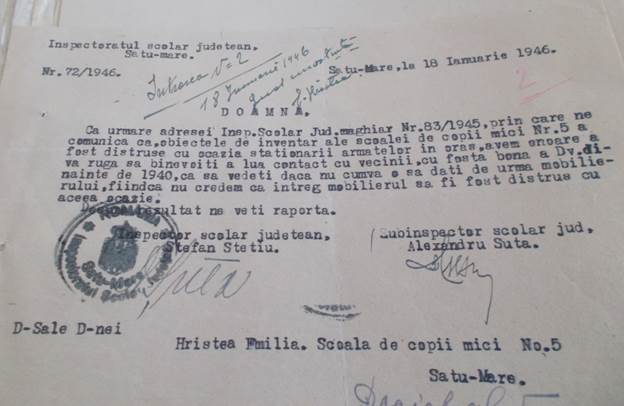 Inspectoratul scolar judetean.
Satu-mare.
Nr.72/1946.
Intrarea No 2
18 Ianuarie 1946
Satu-Mare, la 18 Ianuarie 1946.
2
DOAMNA,
Ca urmare adresei Insp.Scolar Jud.maghiar Nr.83/1945, prin care ne
comunica ca,obiectele de inventar ale scoalei de copii mici Nr.5 a
fost distruse cu ocazia stationarii armatelor in oras, avem onoare a
va ruga sa binevoiti a lua contact cu vecinii,cu fosta bona a Dv.di-
nainte de 1940, ca sa vedeti daca nu cumva o sa dati de urma mobilie-
rului,fiindca nu credem ca intreg mobilierul sa fi fost distrus cu
aceea ocazie.
rezultat ne veti raporta.
Inspector scolar judetean,
Stefan Stetiu.
Subinspector scolar jud.
Alexandru Suta.
ROMANIA
Satu-Mare
D-Sale D-nei
Hristea Emilia. Scoala de copii mici No.5
Satu-Mare.